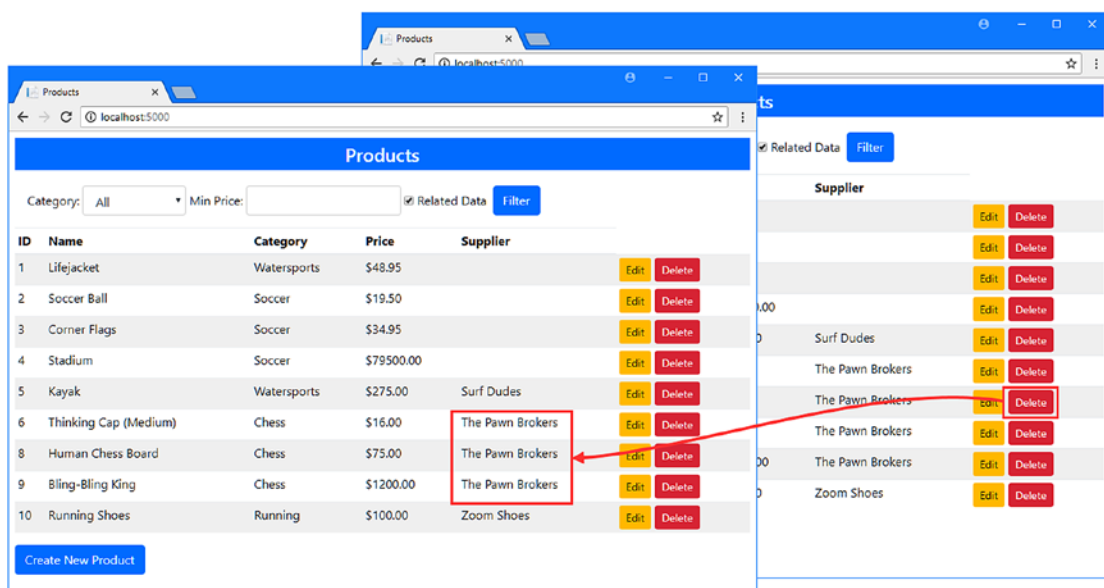 Products
localhost:5000
Products
localhost:5000
ts
Products
Related Data Filter
Category: All Min Price: Related Data Filter
Supplier
ID Name Category Price Supplier
Edit Delete
1 Lifejacket Watersports $48.95 Edit Delete
Edit Delete
2 Soccer Ball Soccer $19.50 Edit Delete
Edit Delete
3 Corner Flags Soccer $34.95 Edit Delete
.00 Edit Delete
4 Stadium Soccer $79500.00 Edit Delete
Surf Dudes Edit Delete
5 Kayak Watersports $275.00 Surf Dudes Edit Delete
The Pawn Brokers Edit Delete
6 Thinking Cap (Medium) Chess $16.00 The Pawn Brokers Edit Delete
The Pawn Brokers Edit Delete
8 Human Chess Board Chess $75.00 The Pawn Brokers Edit Delete
The Pawn Brokers Edit Delete
9 Bling-Bling King Chess $1200.00 The Pawn Brokers Edit Delete
00 The Pawn Brokers Edit Delete
10 Running Shoes Running $100.00 Zoom Shoes Edit Delete
Zoom Shoes Edit Delete
Create New Product